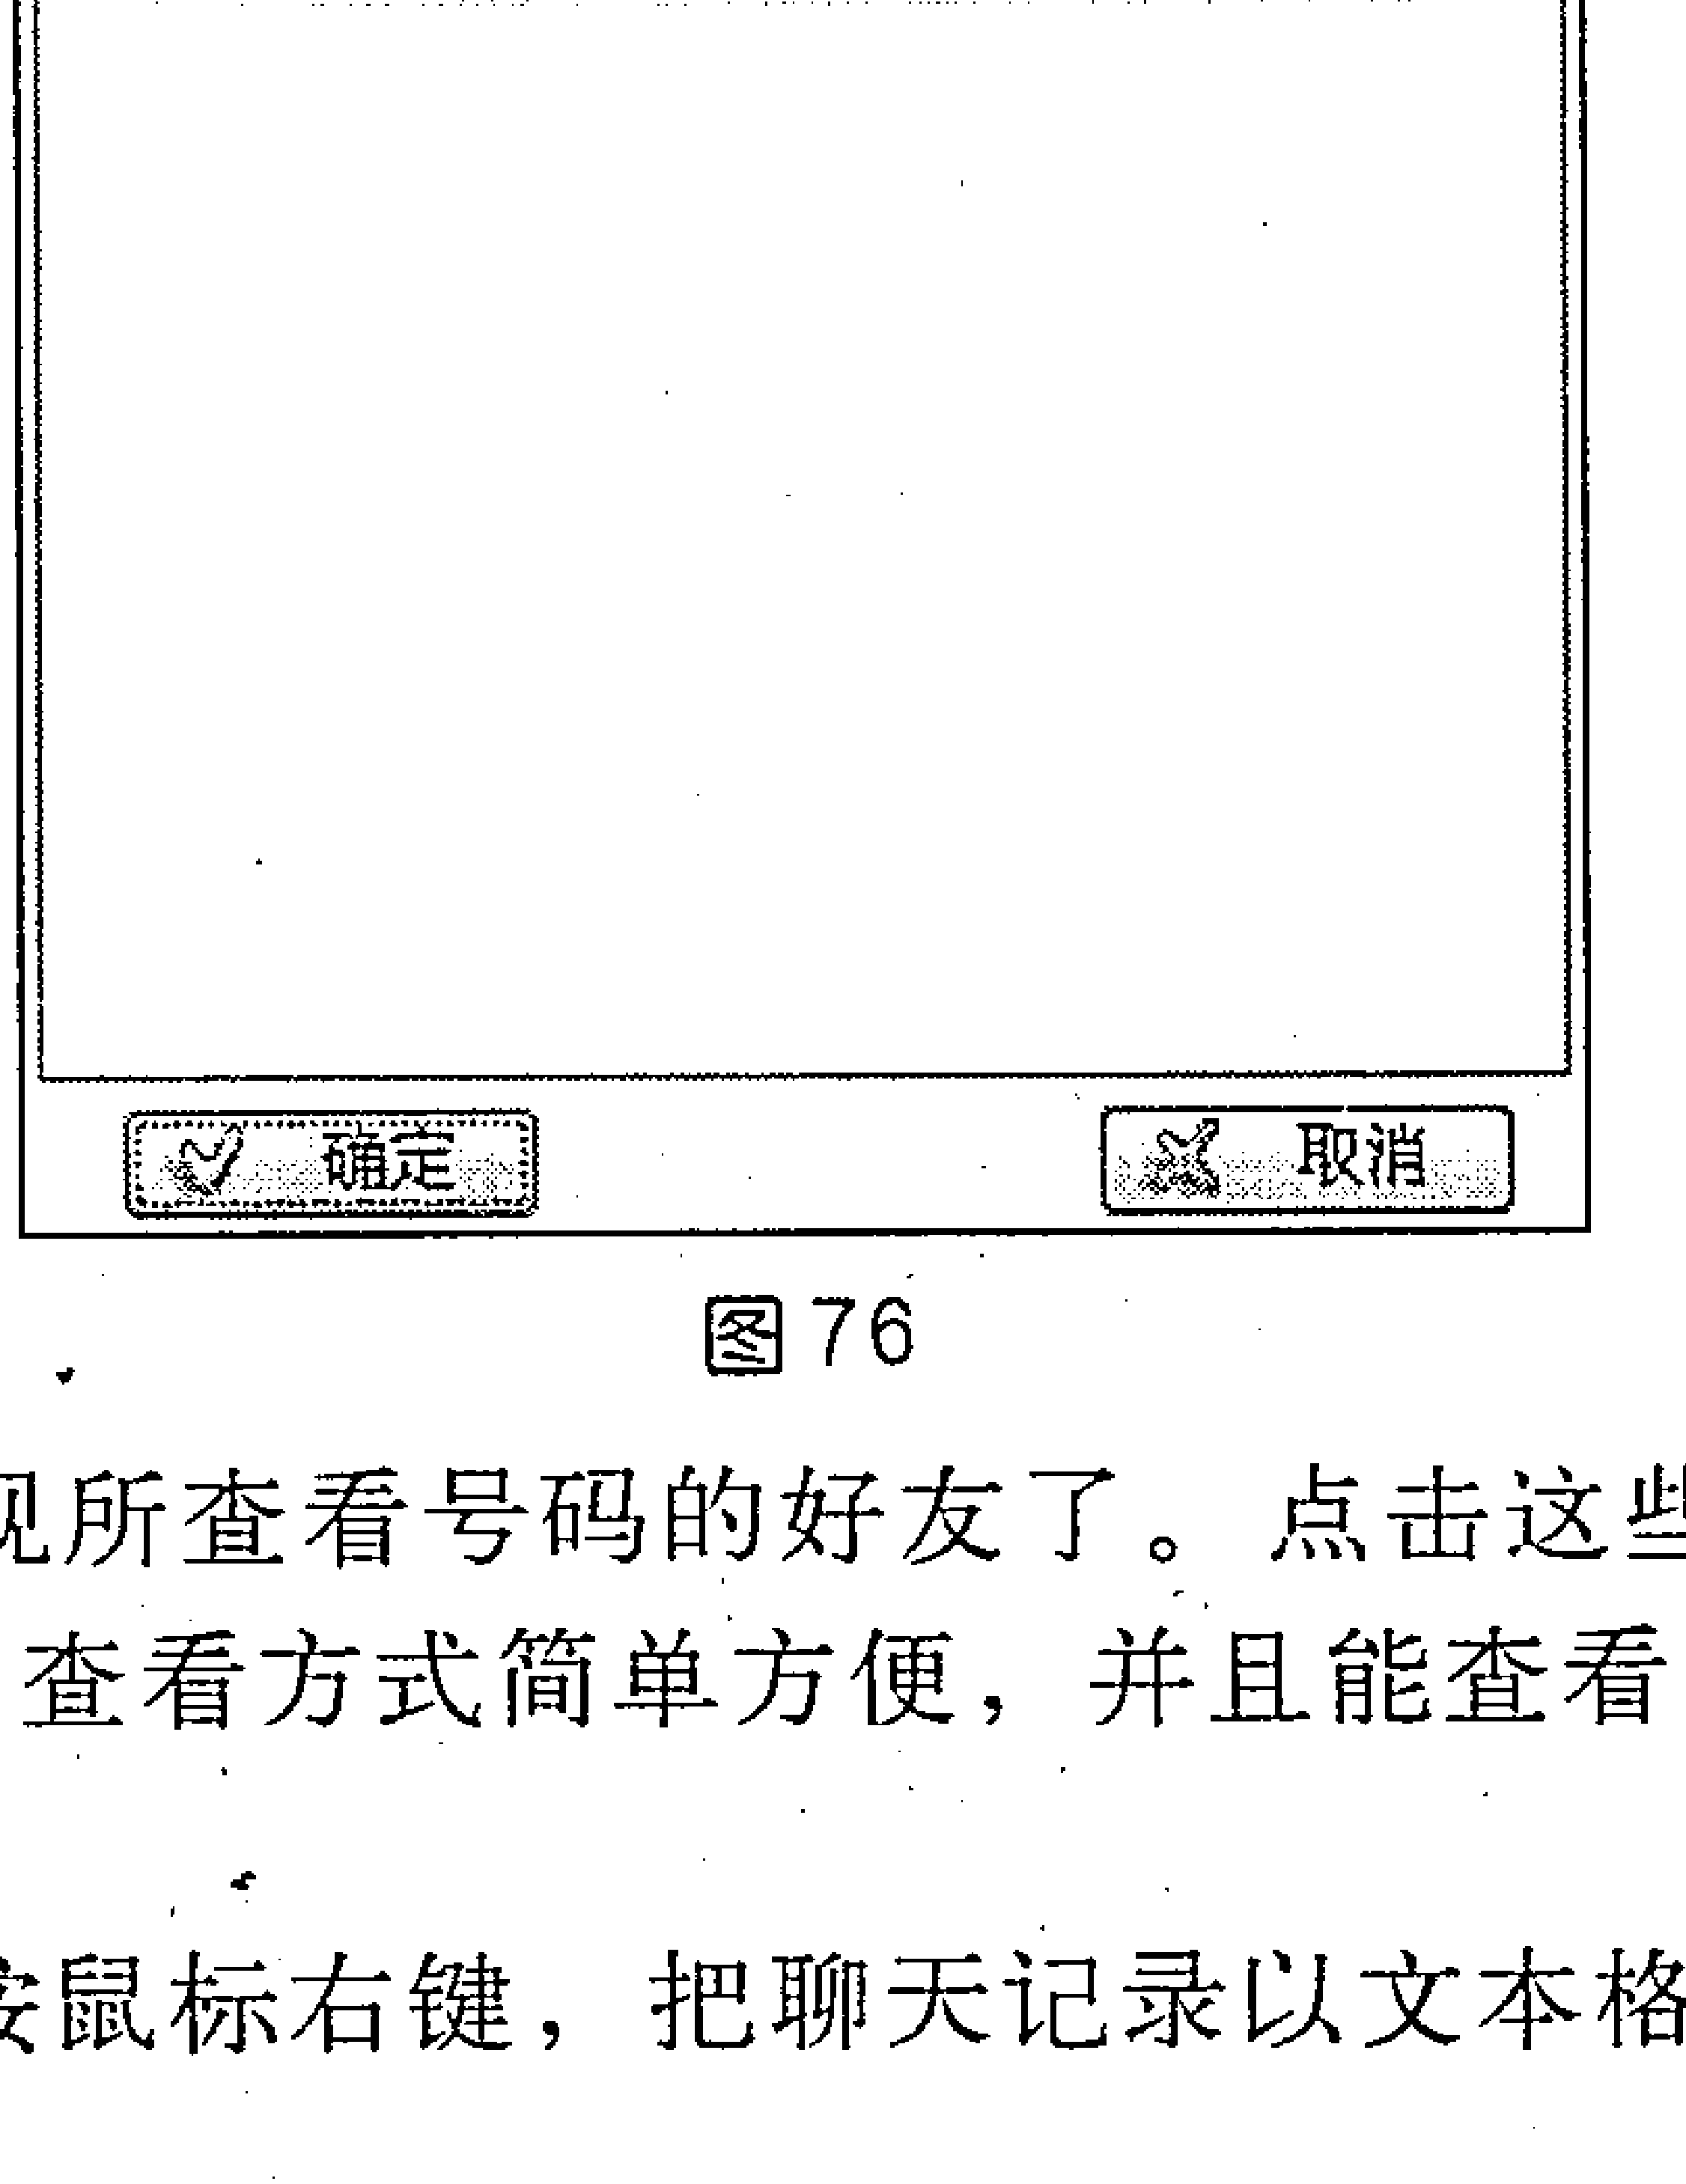 确定 取消
图76
现所查看号码的好友了。点击这些
查看方式简单方便，并且能查看
按鼠标右键，把聊天记录以文本格